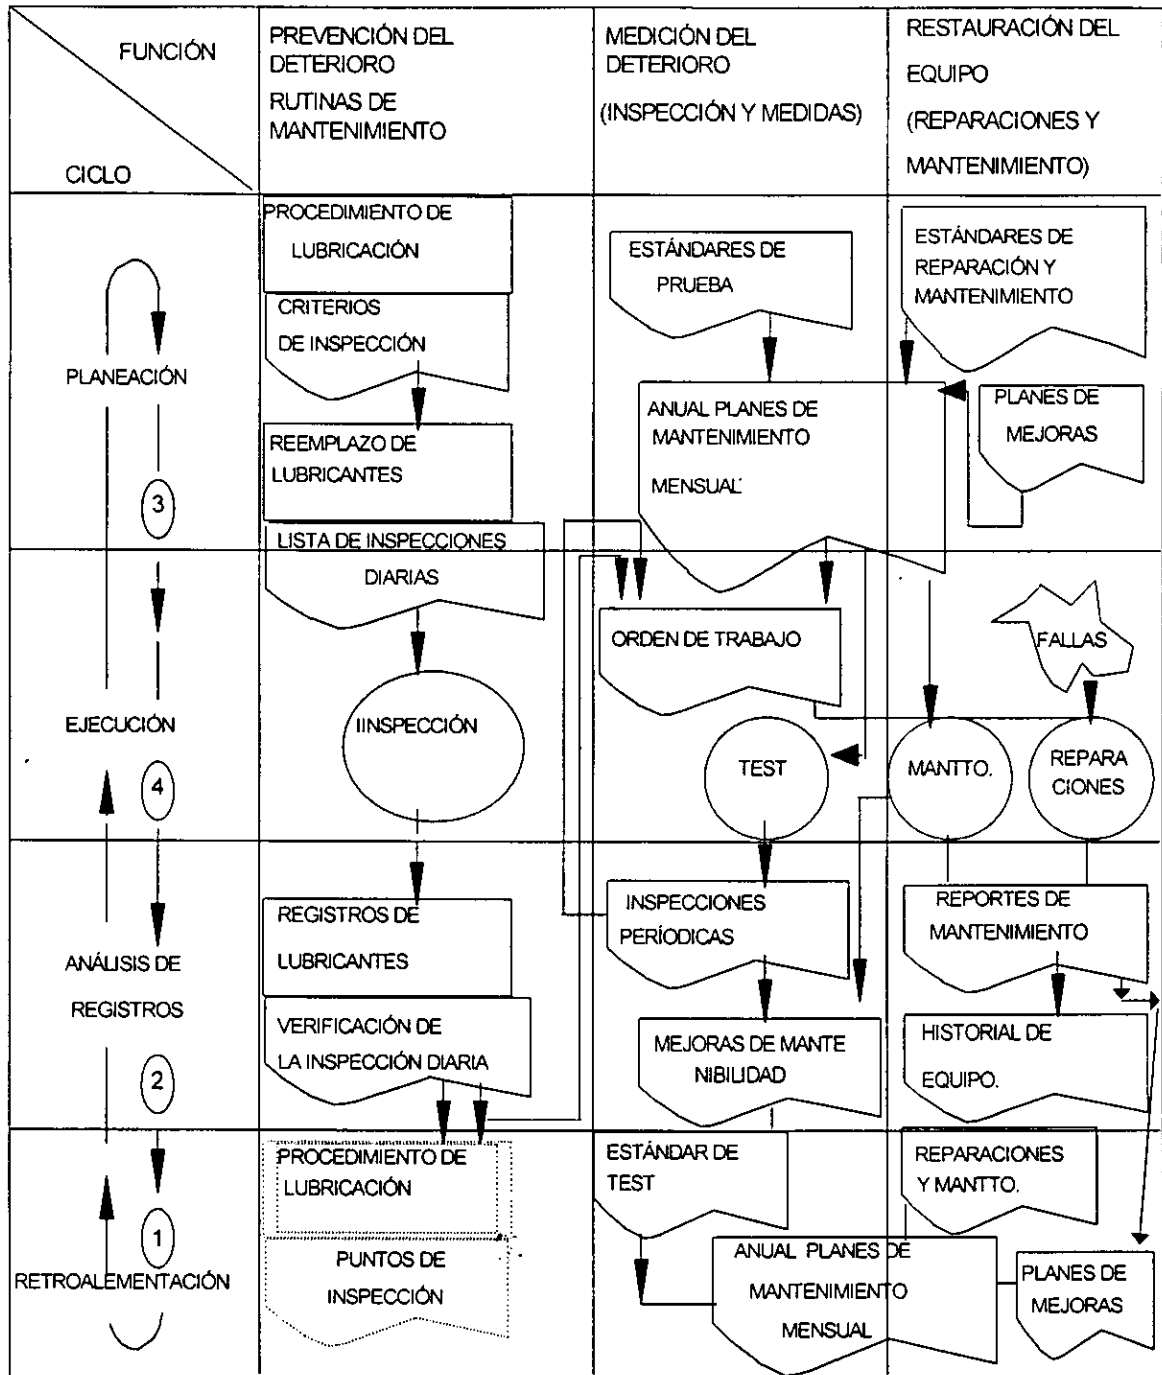 FUNCIÓN
CICLO
PREVENCIÓN DEL
DETERIORO
RUTINAS DE
MANTENIMIENTO
MEDICIÓN DEL
DETERIORO
(INSPECCIÓN Y MEDIDAS)
RESTAURACIÓN DEL
EQUIPO
(REPARACIONES Y
MANTENIMIENTO)
PLANEACIÓN
3
PROCEDIMIENTO DE
LUBRICACIÓN
CRITERIOS
DE INSPECCIÓN
REEMPLAZO DE
LUBRICANTES
LISTA DE INSPECCIONES
DIARIAS
ESTÁNDARES DE
PRUEBA
ANUAL PLANES DE
MANTENIMIENTO
MENSUAL
ESTÁNDARES DE
REPARACIÓN Y
MANTENIMIENTO
PLANES DE
MEJORAS
EJECUCIÓN
4
IINSPECCIÓN
ORDEN DE TRABAJO
TEST
FALLAS
MANTTO.
REPARA
CIONES
ANÁLISIS DE
REGISTROS
2
REGISTROS DE
LUBRICANTES
VERIFICACIÓN DE
LA INSPECCIÓN DIARIA
INSPECCIONES
PERÍODICAS
MEJORAS DE MANTE
NIBILIDAD
REPORTES DE
MANTENIMIENTO
HISTORIAL DE
EQUIPO.
1
RETROALEMENTACIÓN
PROCEDIMIENTO DE
LUBRICACIÓN
PUNTOS DE
INSPECCIÓN
ESTÁNDAR DE
TEST
ANUAL PLANES DE
MANTENIMIENTO
MENSUAL
REPARACIONES
Y MANTTO.
PLANES DE
MEJORAS